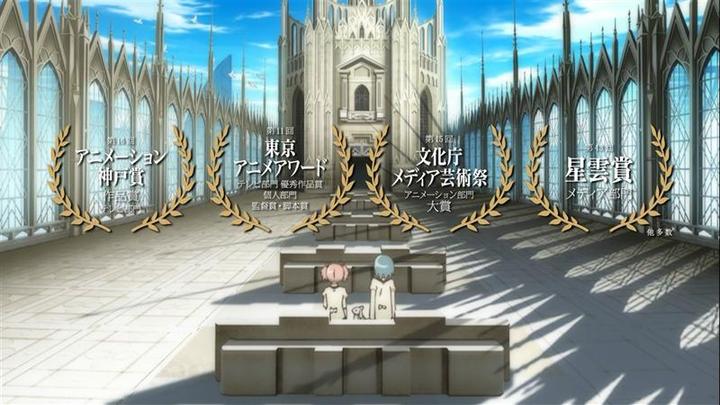 アニメーション
神戸賞
作品賞
第11回
東京
アニメアワード
テレビ部門 優秀作品賞
個人部門
監督賞・脚本賞
第15回
文化庁
メディア芸術祭
アニメーション部門
大賞
星雲賞
メディア部門
他多数